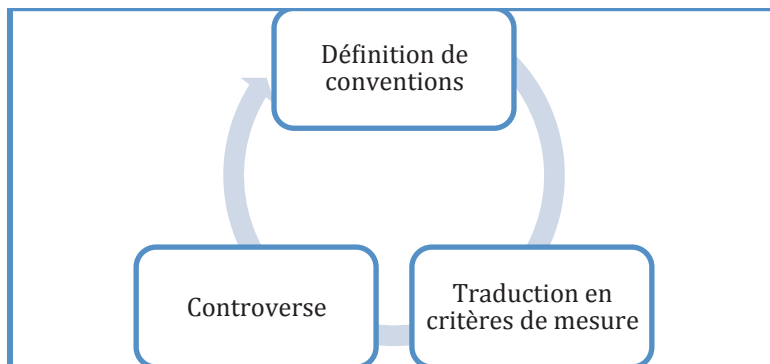 Définition de
conventions
Controverse
Traduction en
critères de mesure